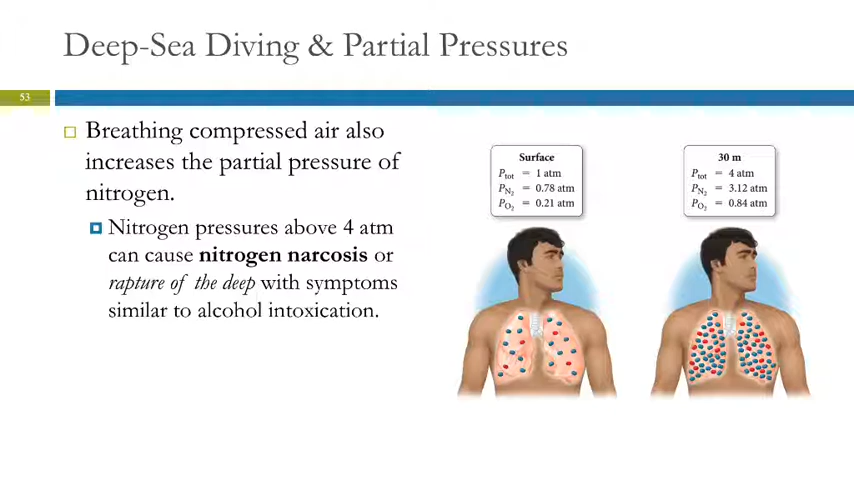 Deep-Sea Diving & Partial Pressures
53
Breathing compressed air also
increases the partial pressure of
nitrogen.
Nitrogen pressures above 4 atm
can cause nitrogen narcosis or
rapture of the deep with symptoms
similar to alcohol intoxication.
Surface
Ptot = 1 atm
PN2 = 0.78 atm
PO2 = 0.21 atm
30 m
Ptot = 4 atm
PN2 = 3.12 atm
PO2 = 0.84 atm